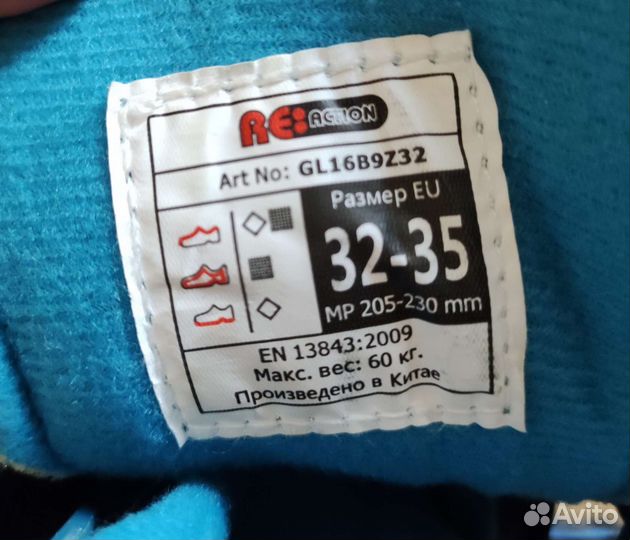 RE:ACTION
Art No: GL16B9Z32
Размер EU
32-35
MP 205-230 mm
EN 13843:2009
Макс. вес: 60 кг.
Произведено в Китае
Avito